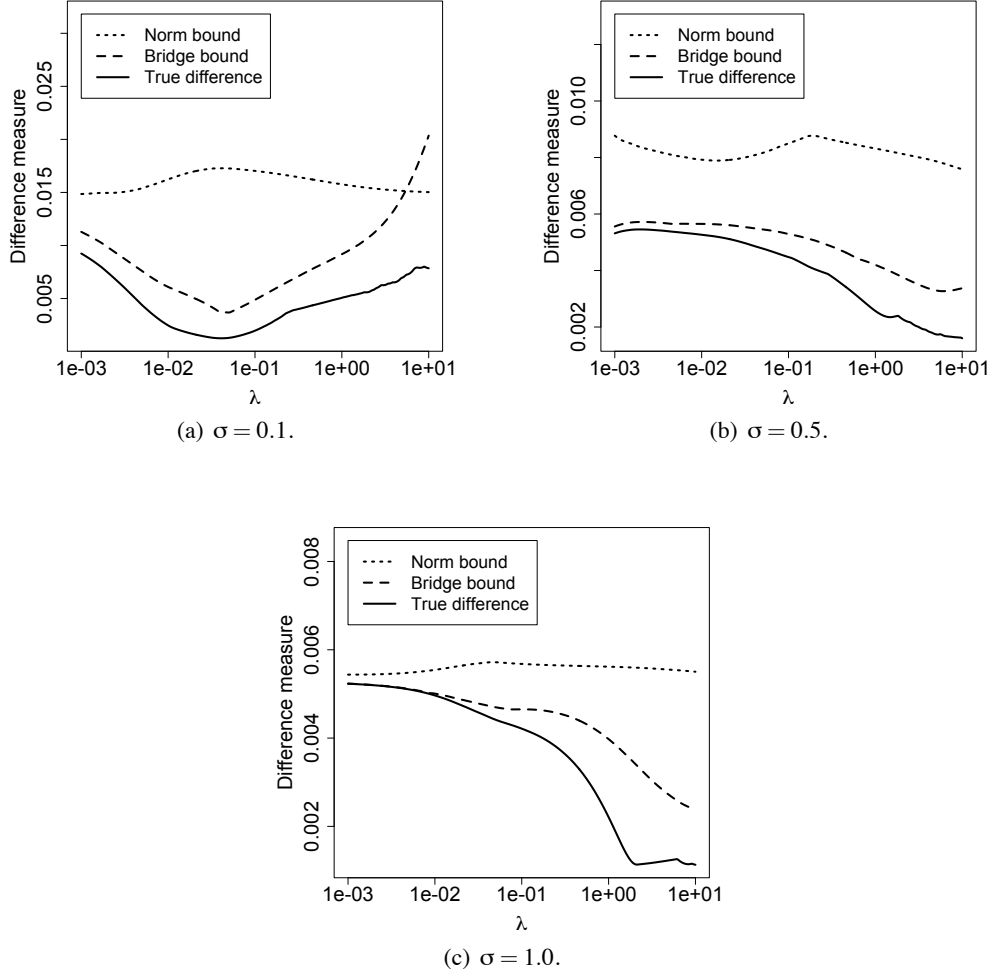 Norm bound
Bridge bound
True difference
Difference measure
0.005
0.015
0.025
1e-03 1e-02 1e-01 1e+00 1e+01
λ
(a) σ = 0.1.
Norm bound
Bridge bound
True difference
Difference measure
0.002
0.006
0.010
1e-03 1e-02 1e-01 1e+00 1e+01
λ
(b) σ = 0.5.
Norm bound
Bridge bound
True difference
Difference measure
0.002
0.004
0.006
0.008
1e-03 1e-02 1e-01 1e+00 1e+01
λ
(c) σ = 1.0.